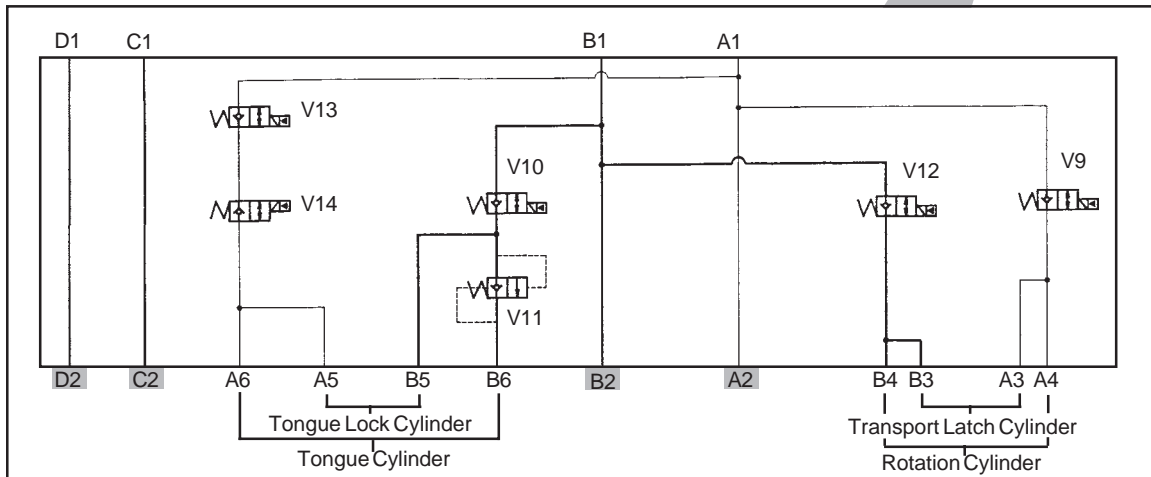 D1 C1 B1 A1
V13
V10
V12
V9
V14
V11
D2 C2 A6 A5 B5 B6 B2 A2 B4 B3 A3 A4
Tongue Lock Cylinder
Transport Latch Cylinder
Tongue Cylinder
Rotation Cylinder